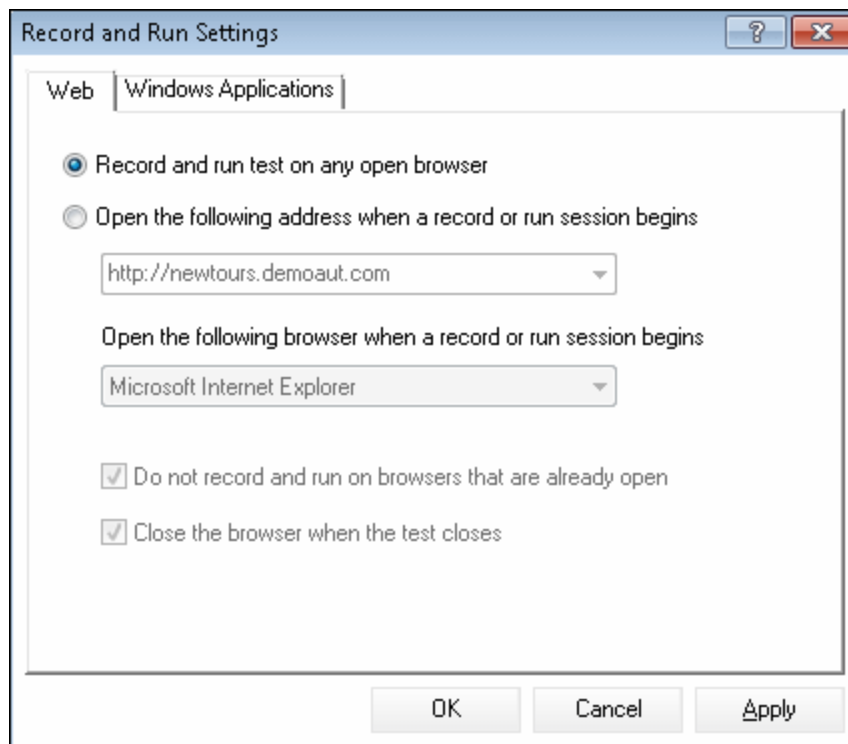 Record and Run Settings
Web
Windows Applications
Record and run test on any open browser
Open the following address when a record or run session begins
http://newtours.demoaut.com
Open the following browser when a record or run session begins
Microsoft Internet Explorer
Do not record and run on browsers that are already open
Close the browser when the test closes
OK
Cancel
Apply